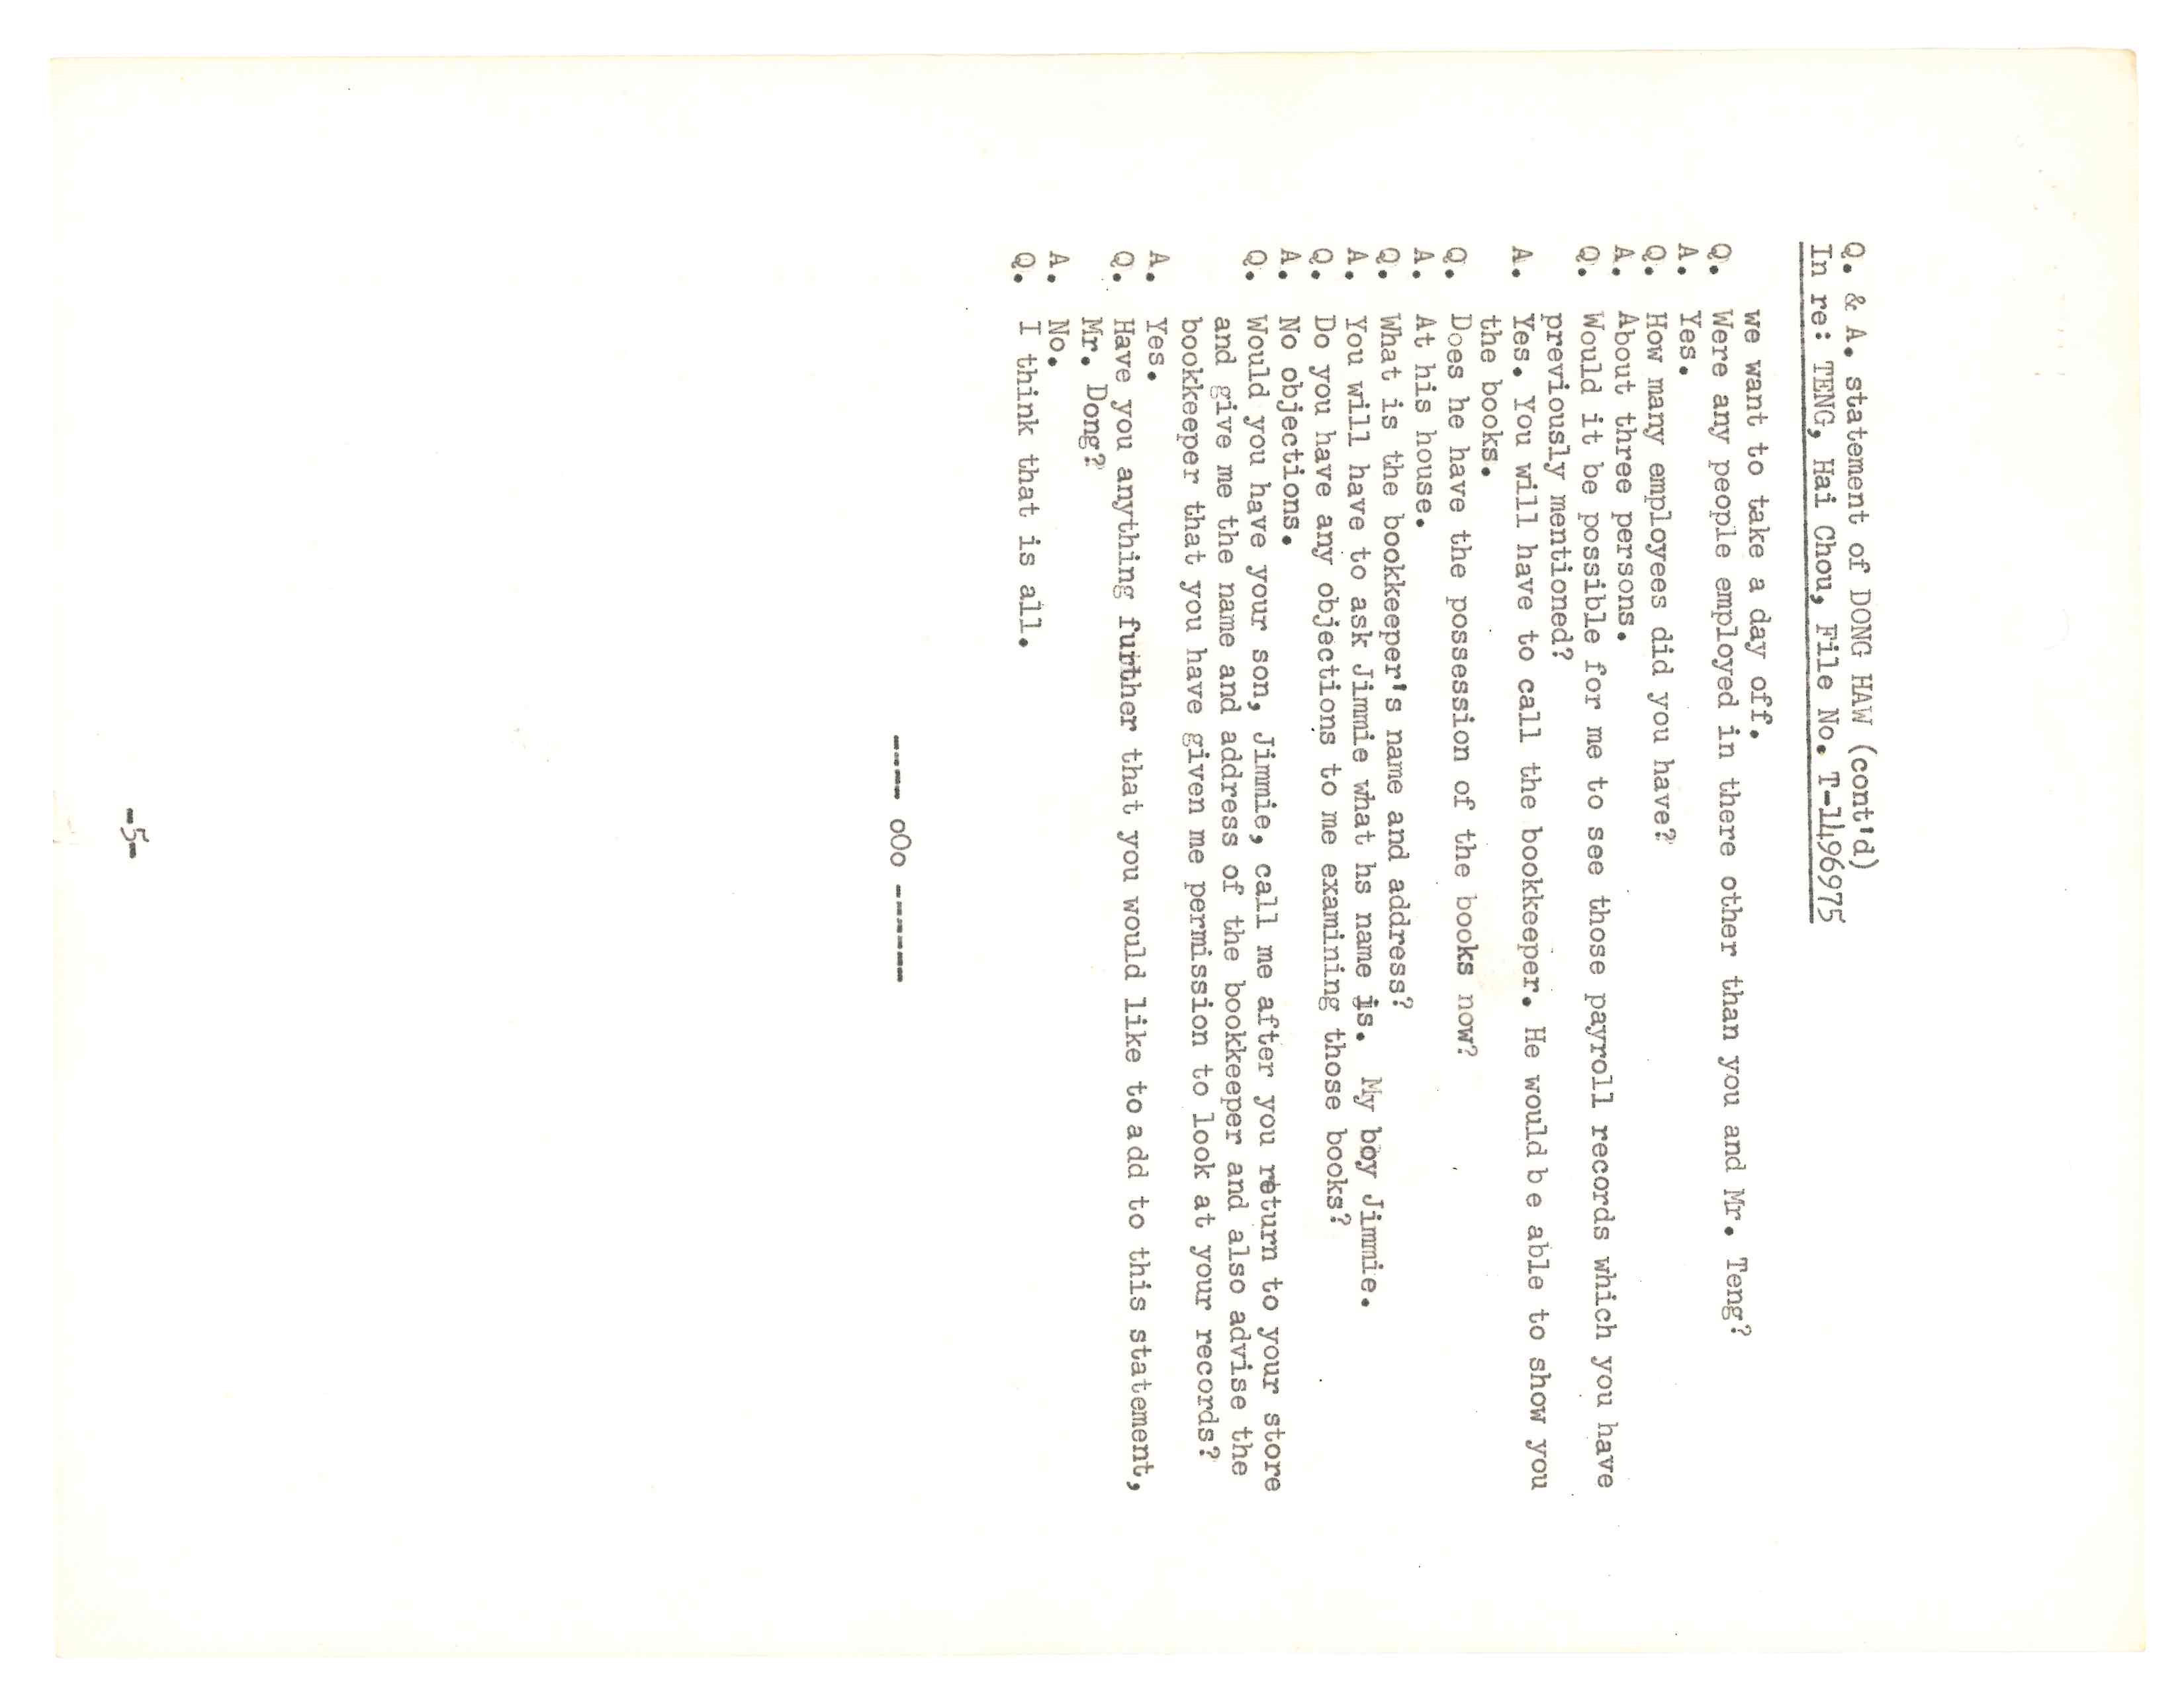 Q. & A. statement of DONG HAW (cont'd)
In re: TENG, Hai Chou, File No. T-1496975
we want to take a day off.
Q. Were any people employed in there other than you and Mr. Teng?
A. Yes.
Q. How many employees did you have?
A. About three persons.
Q. Would it be possible for me to see those payroll records which you have
previously mentioned?
A. Yes. You will have to call the bookkeeper. He would b e able to show you
the books.
Q. Does he have the possession of the books now?
A. At his house.
Q. What is the bookkeeper's name and address?
A. You will have to ask Jimmie what hs name is. My boy Jimmie.
Q. Do you have any objections to me examining those books?
A. No objections.
Q. Would you have your son, Jimmie, call me after you return to your store
and give me the name and address of the bookkeeper and also advise the
bookkeeper that you have given me permission to look at your records?
A. Yes.
Q. Have you anything further that you would like to add to this statement,
Mr. Dong?
A. No.
Q. I think that is all.
---- oOo ------
-5-